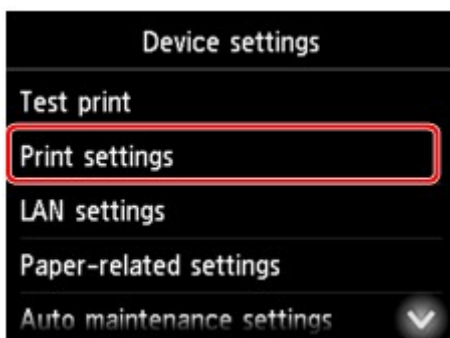 Device settings
Test print
Print settings
LAN settings
Paper-related settings
Auto maintenance settings